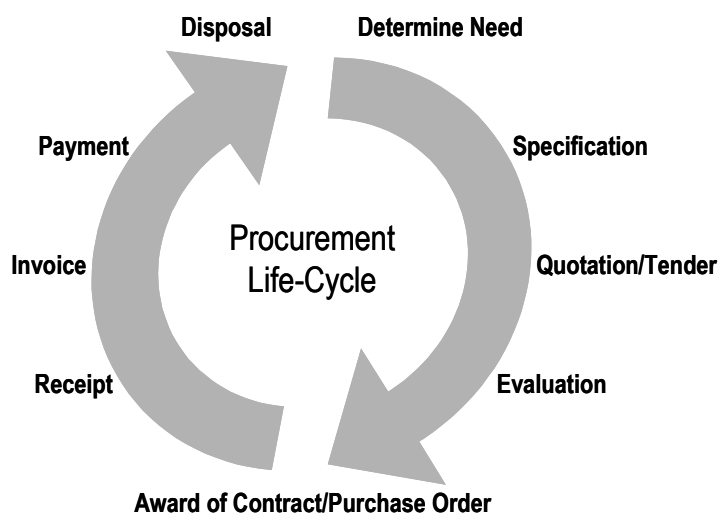 Disposal
Determine Need
Payment
Specification
Procurement
Life-Cycle
Invoice
Quotation/Tender
Receipt
Evaluation
Award of Contract/Purchase Order